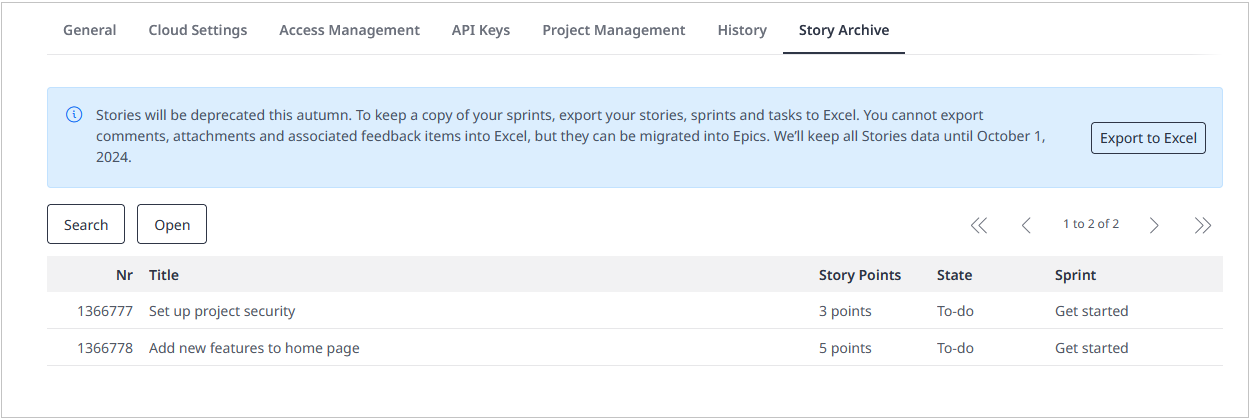 General Cloud Settings Access Management API Keys Project Management History Story Archive
Stories will be deprecated this autumn. To keep a copy of your sprints, export your stories, sprints and tasks to Excel. You cannot export
comments, attachments and associated feedback items into Excel, but they can be migrated into Epics. We’ll keep all Stories data until October 1,
2024.
Export to Excel
Search Open 1 to 2 of 2
Nr Title Story Points State Sprint
1366777 Set up project security 3 points To-do Get started
1366778 Add new features to home page 5 points To-do Get started